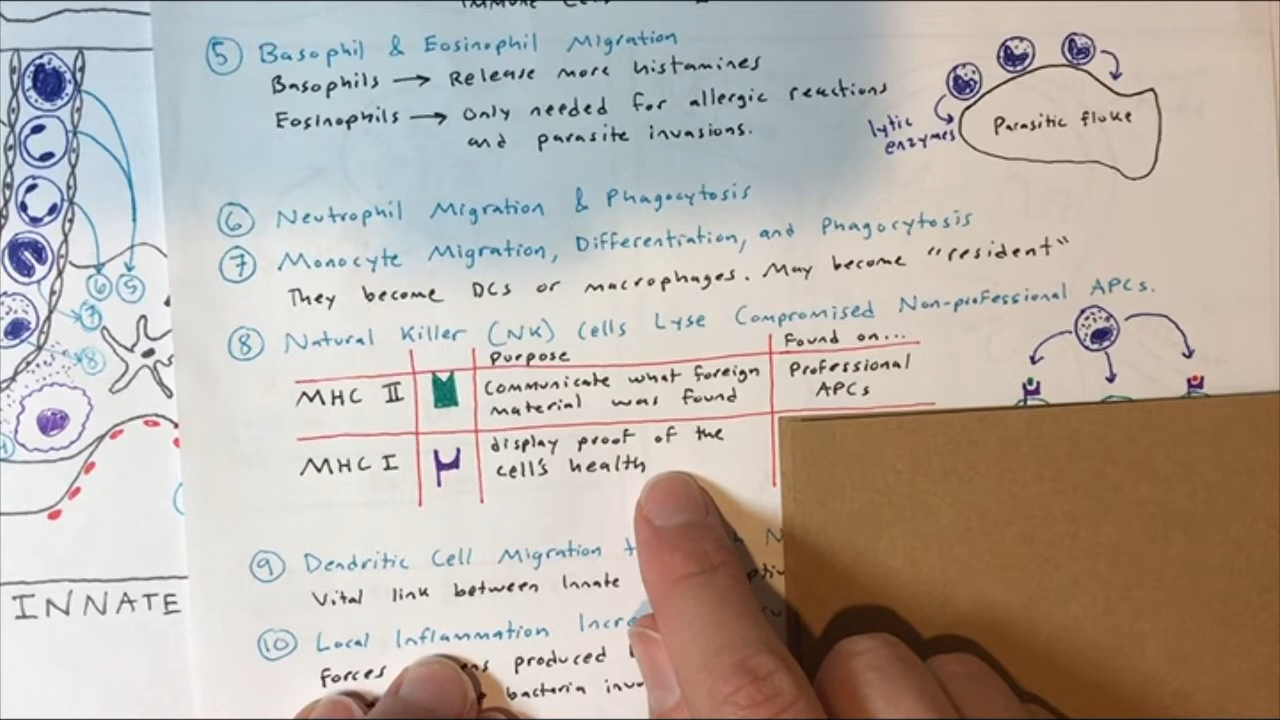 ⑤ Basophil & Eosinophil Migration
Basophils → Release more histamines
Eosinophils → Only needed for allergic reactions
and parasite invasions.
lytic
enzymes
Parasitic fluke
⑥ Neutrophil Migration & Phagocytosis
⑦ Monocyte Migration, Differentiation, and Phagocytosis
They become DCs or macrophages. May become "resident"
⑧ Natural Killer (NK) Cells Lyse Compromised Non-professional APCs.
Purpose
Found on...
MHC II
Communicate what foreign
material was found
Professional
APCs
MHC I
display proof of the
cell's health
⑨ Dendritic Cell Migration
Vital link between Innate
⑩ Local Inflammation
Forces
produced
bacteria
6
5
7
8
INNATE